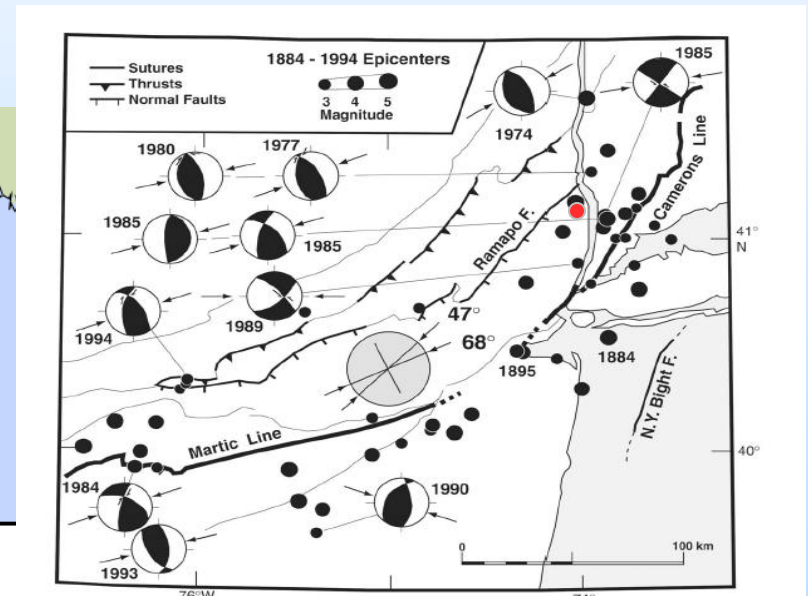 1884 - 1994 Epicenters
Sutures
Thrusts
Normal Faults
3 4 5
Magnitude
1985
1974
1980
1977
Camerons Line
1985
1985
Ramapo F.
41°
N
1994
1989
47°
68°
1895
1884
N.Y. Bight F.
Martic Line
40°
1984
1990
1993
0
100 km
76°W
74°